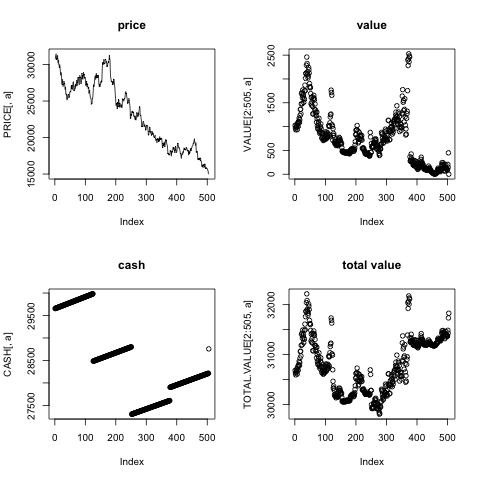 price
PRICE[, a]
15000 20000 25000 30000
0 100 200 300 400 500
Index
value
VALUE[2:505, a]
0 500 1500 2500
0 100 200 300 400 500
Index
cash
CASH[, a]
27500 28500 29500
0 100 200 300 400 500
Index
total value
TOTAL.VALUE[2:505, a]
30000 31000 32000
0 100 200 300 400 500
Index